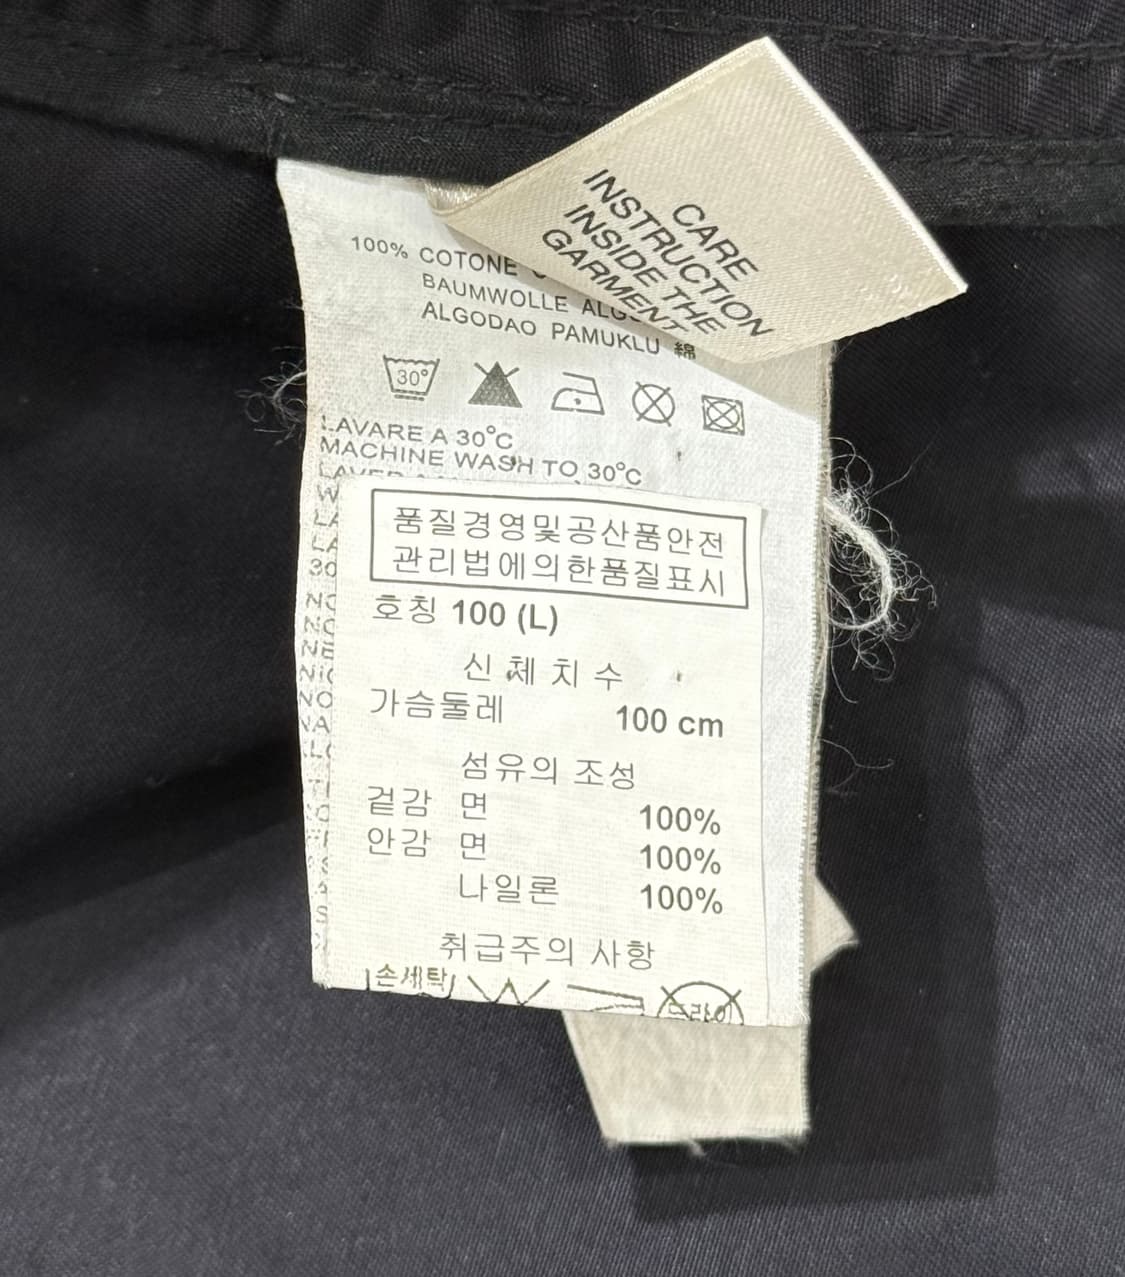 CARE
INSTRUCTION
INSIDE THE
GARMENT
100% COTONE
BAUMWOLLE
ALGODAO PAMUKLU 綿
30°
LAVARE A 30°C
MACHINE WASH TO 30°C
품질경영및공산품안전
관리법에의한품질표시
호칭 100 (L)
신체치수
가슴둘레 100 cm
섬유의 조성
겉감 면 100%
안감 면 100%
나일론 100%
취급주의 사항
손세탁
드라이